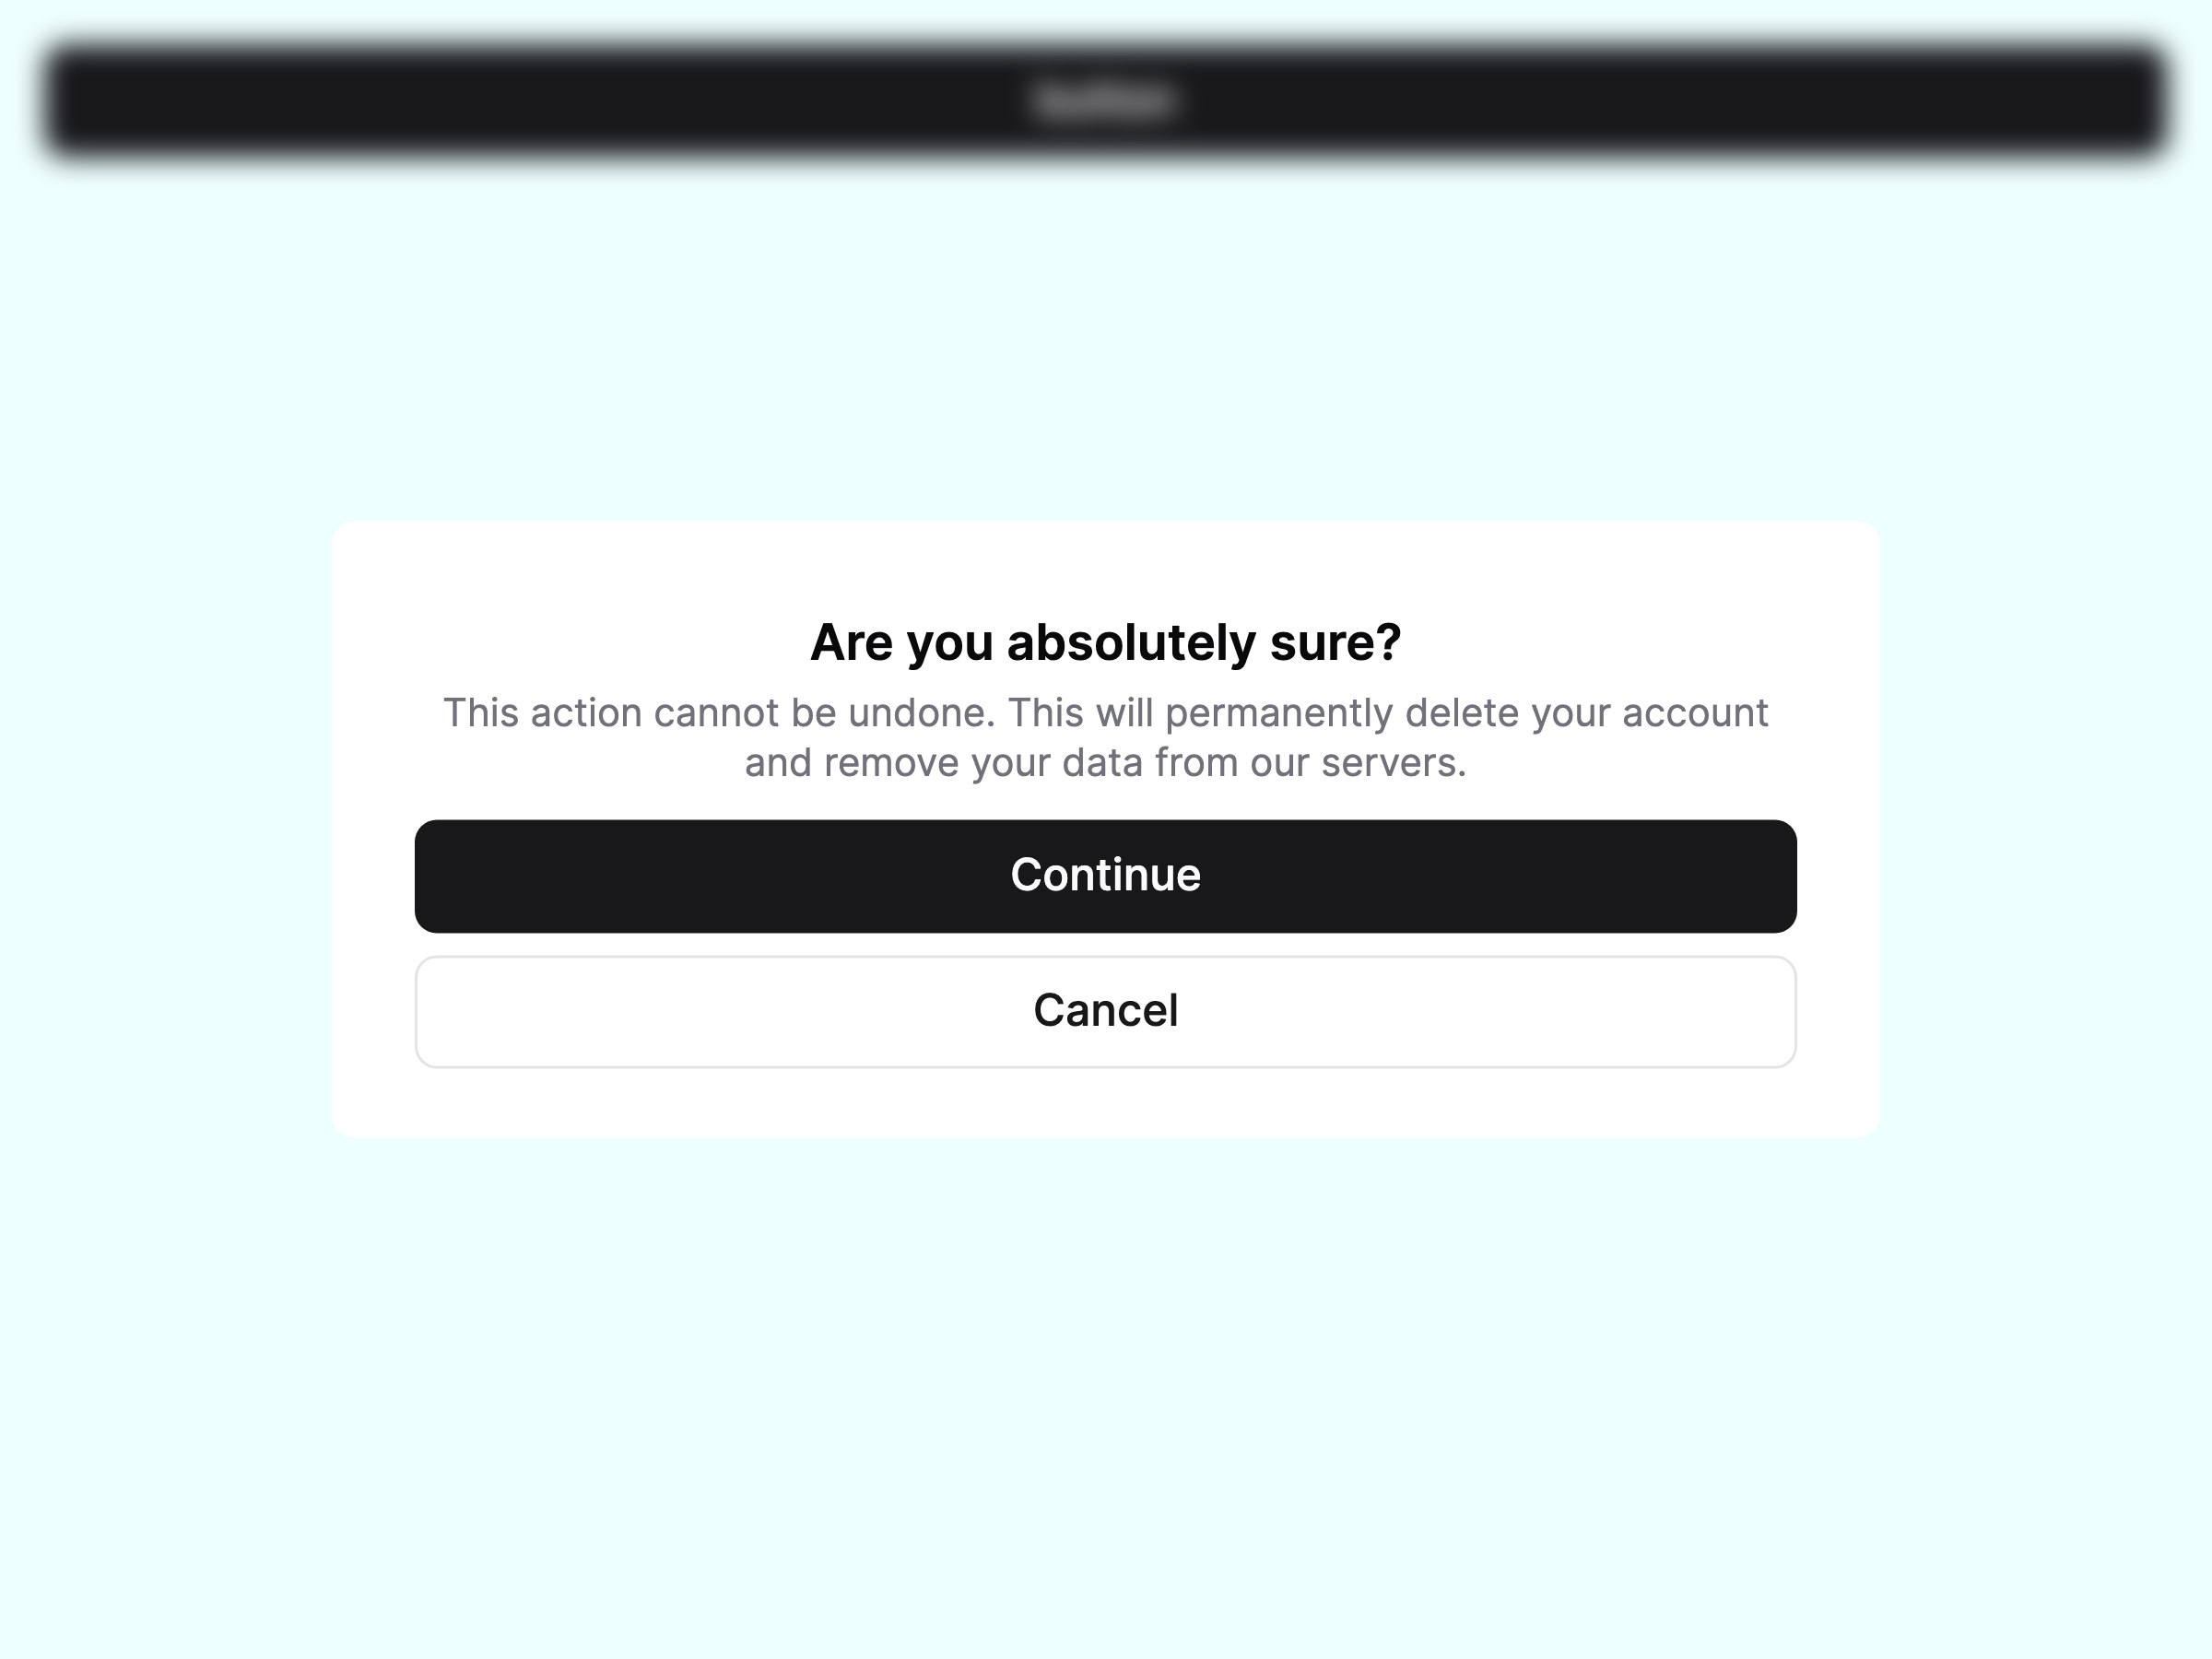 Are you absolutely sure?
This action cannot be undone. This will permanently delete your account
and remove your data from our servers.
Continue
Cancel